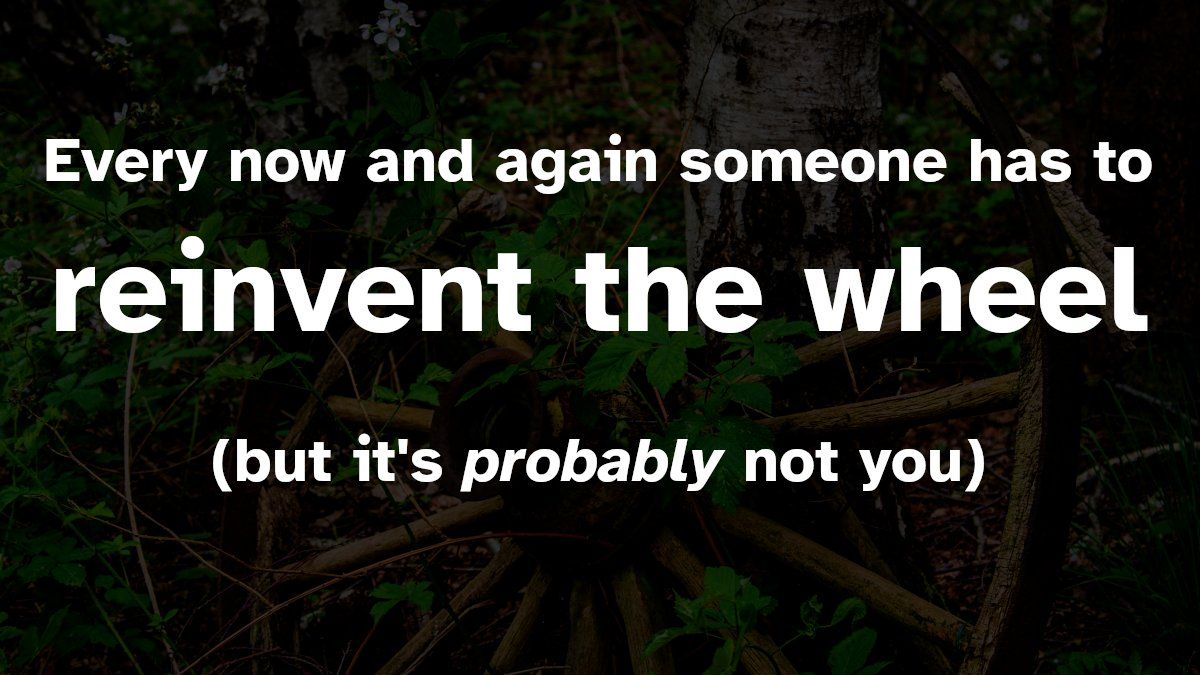 Every now and again someone has to
reinvent the wheel
(but it's probably not you)